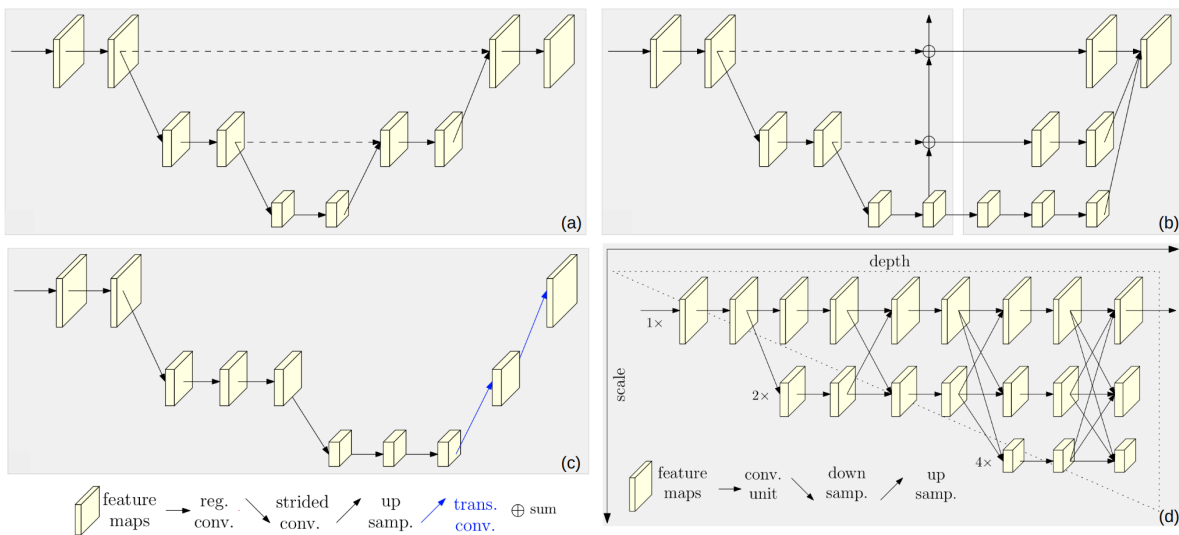 (a)
(b)
(c)
depth
scale
1×
2×
4×
feature
maps
conv.
unit
down
samp.
up
samp.
(d)
feature
maps
reg.
conv.
strided
conv.
up
samp.
trans.
conv.
sum